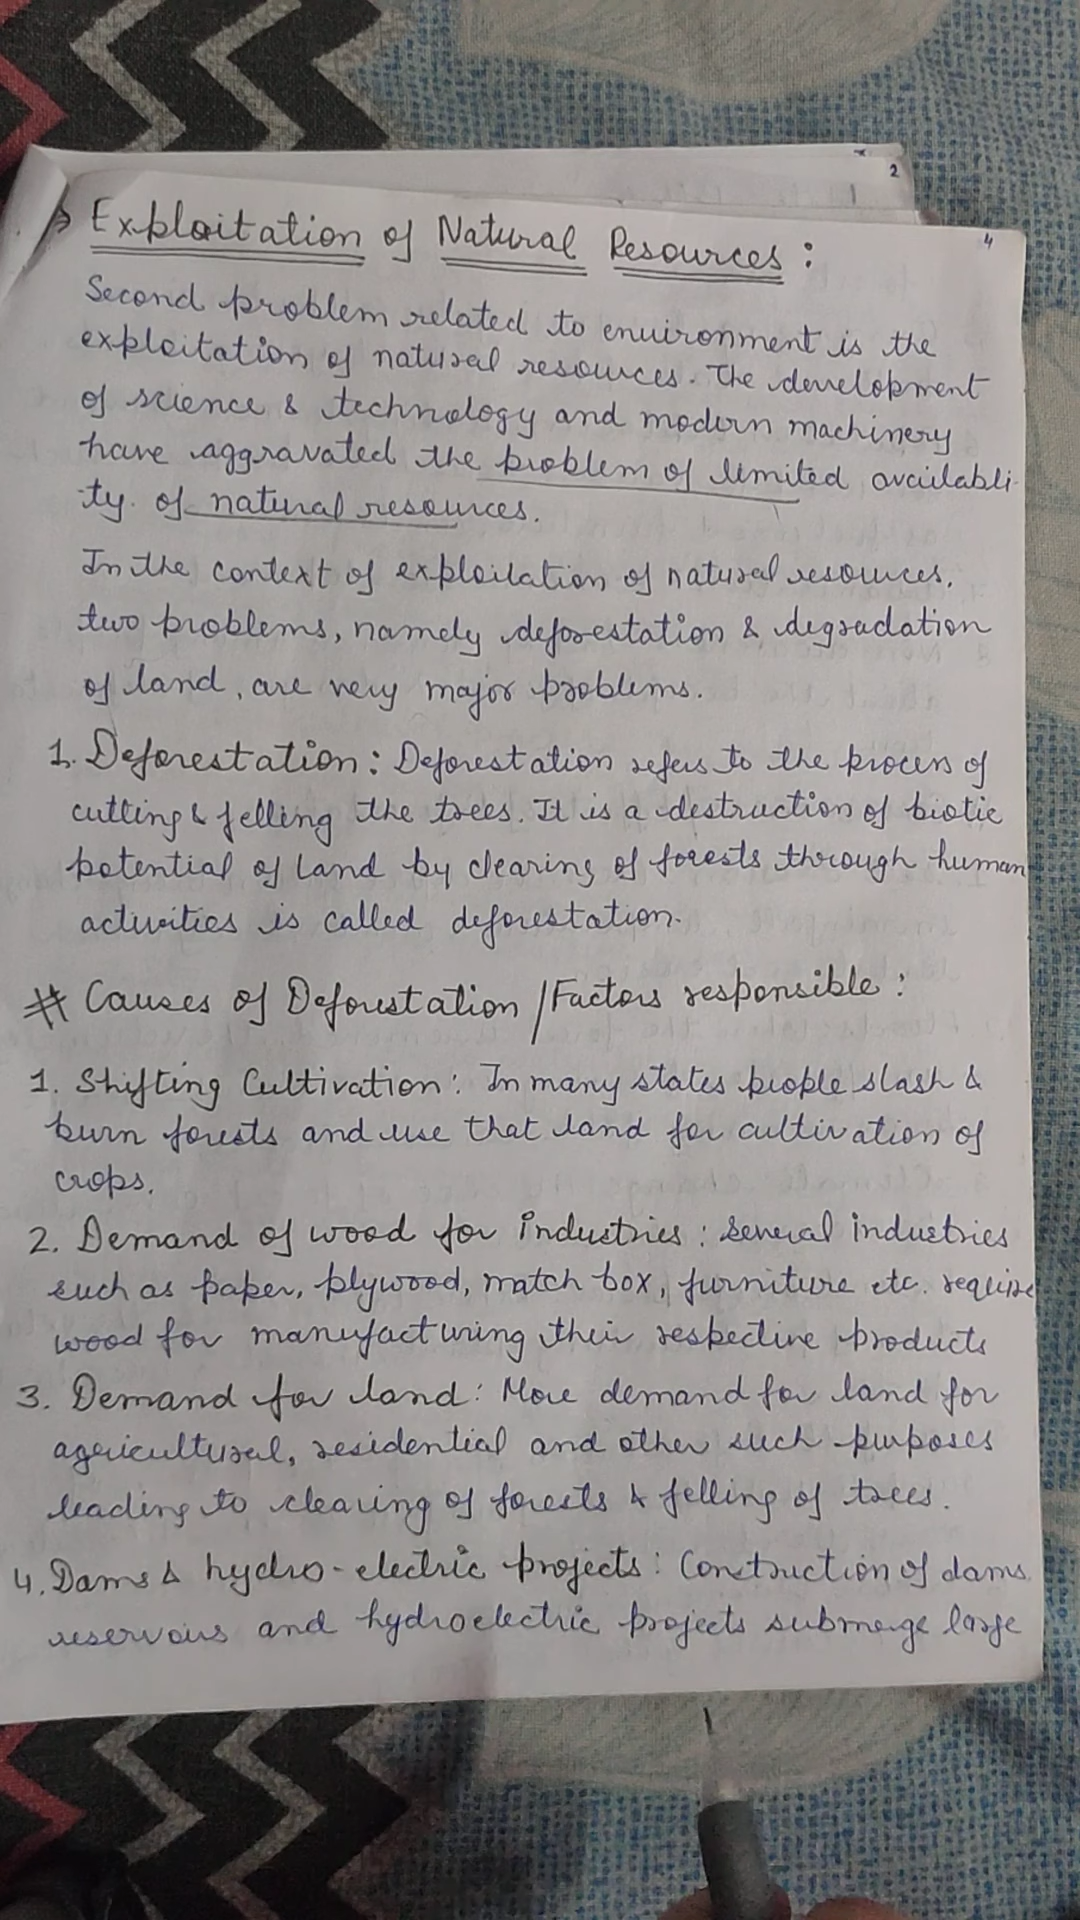 2
4
→ Exploitation of Natural Resources :
Second problem related to environment is the
exploitation of natural resources. The development
of science & technology and modern machinery
have aggravated the problem of limited availabli-
ty. of natural resources.
In the context of exploitation of natural resources,
two problems, namely deforestation & degradation
of land, are very major problems.
1. Deforestation : Deforestation refers to the process of
cutting & felling the trees. It is a destruction of biotic
potential of land by clearing of forests through human
activities is called deforestation.
# Causes of Deforestation / Factors responsible :
1. Shifting Cultivation : In many states people slash &
burn forests and use that land for cultivation of
crops.
2. Demand of wood for industries : Several industries
such as paper, plywood, match box, furniture etc. require
wood for manufacturing their respective products
3. Demand for land : More demand for land for
agricultural, residential and other such purposes
leading to clearing of forests & felling of trees.
4. Dams & hydro-electric projects : Construction of dams,
reservoirs and hydroelectric projects submerge large